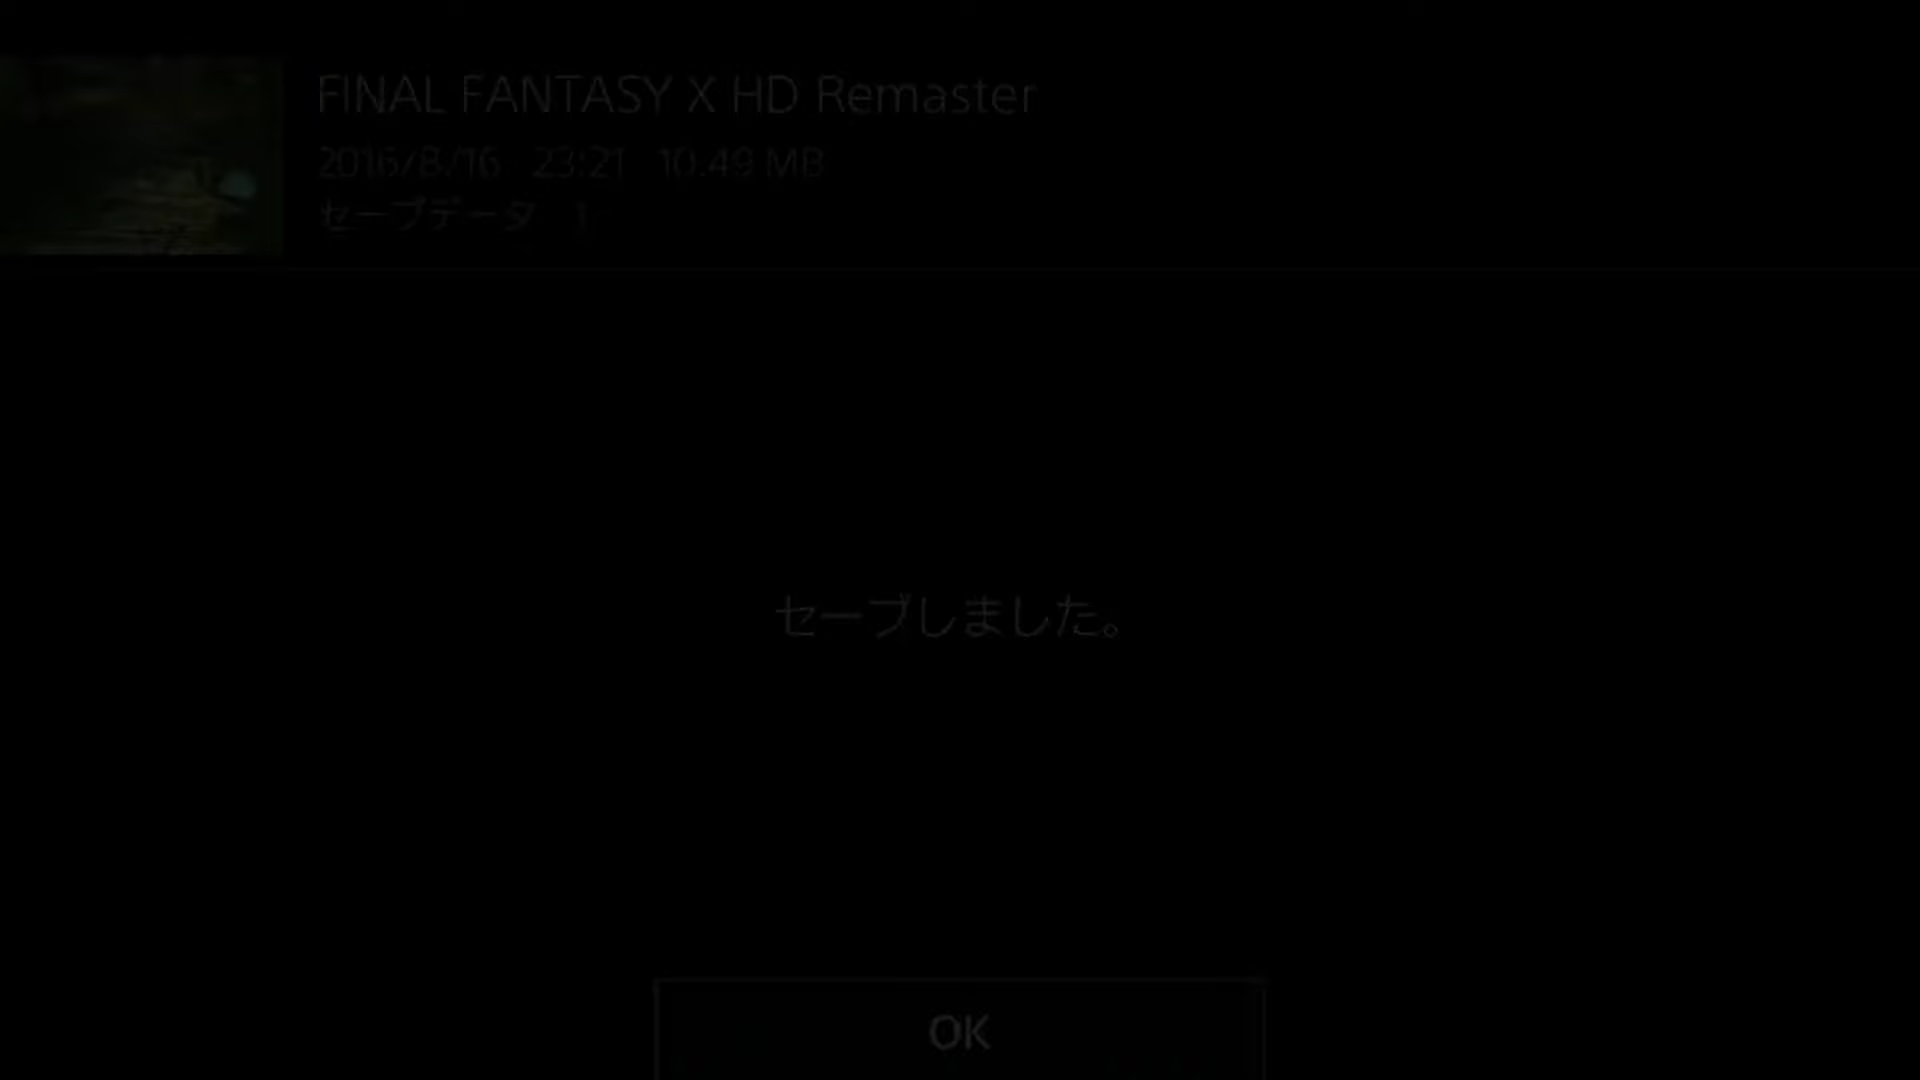 FINAL FANTASY X HD Remaster
2016/8/16 23:21 10.49 MB
セーブデータ 1
セーブしました。
OK